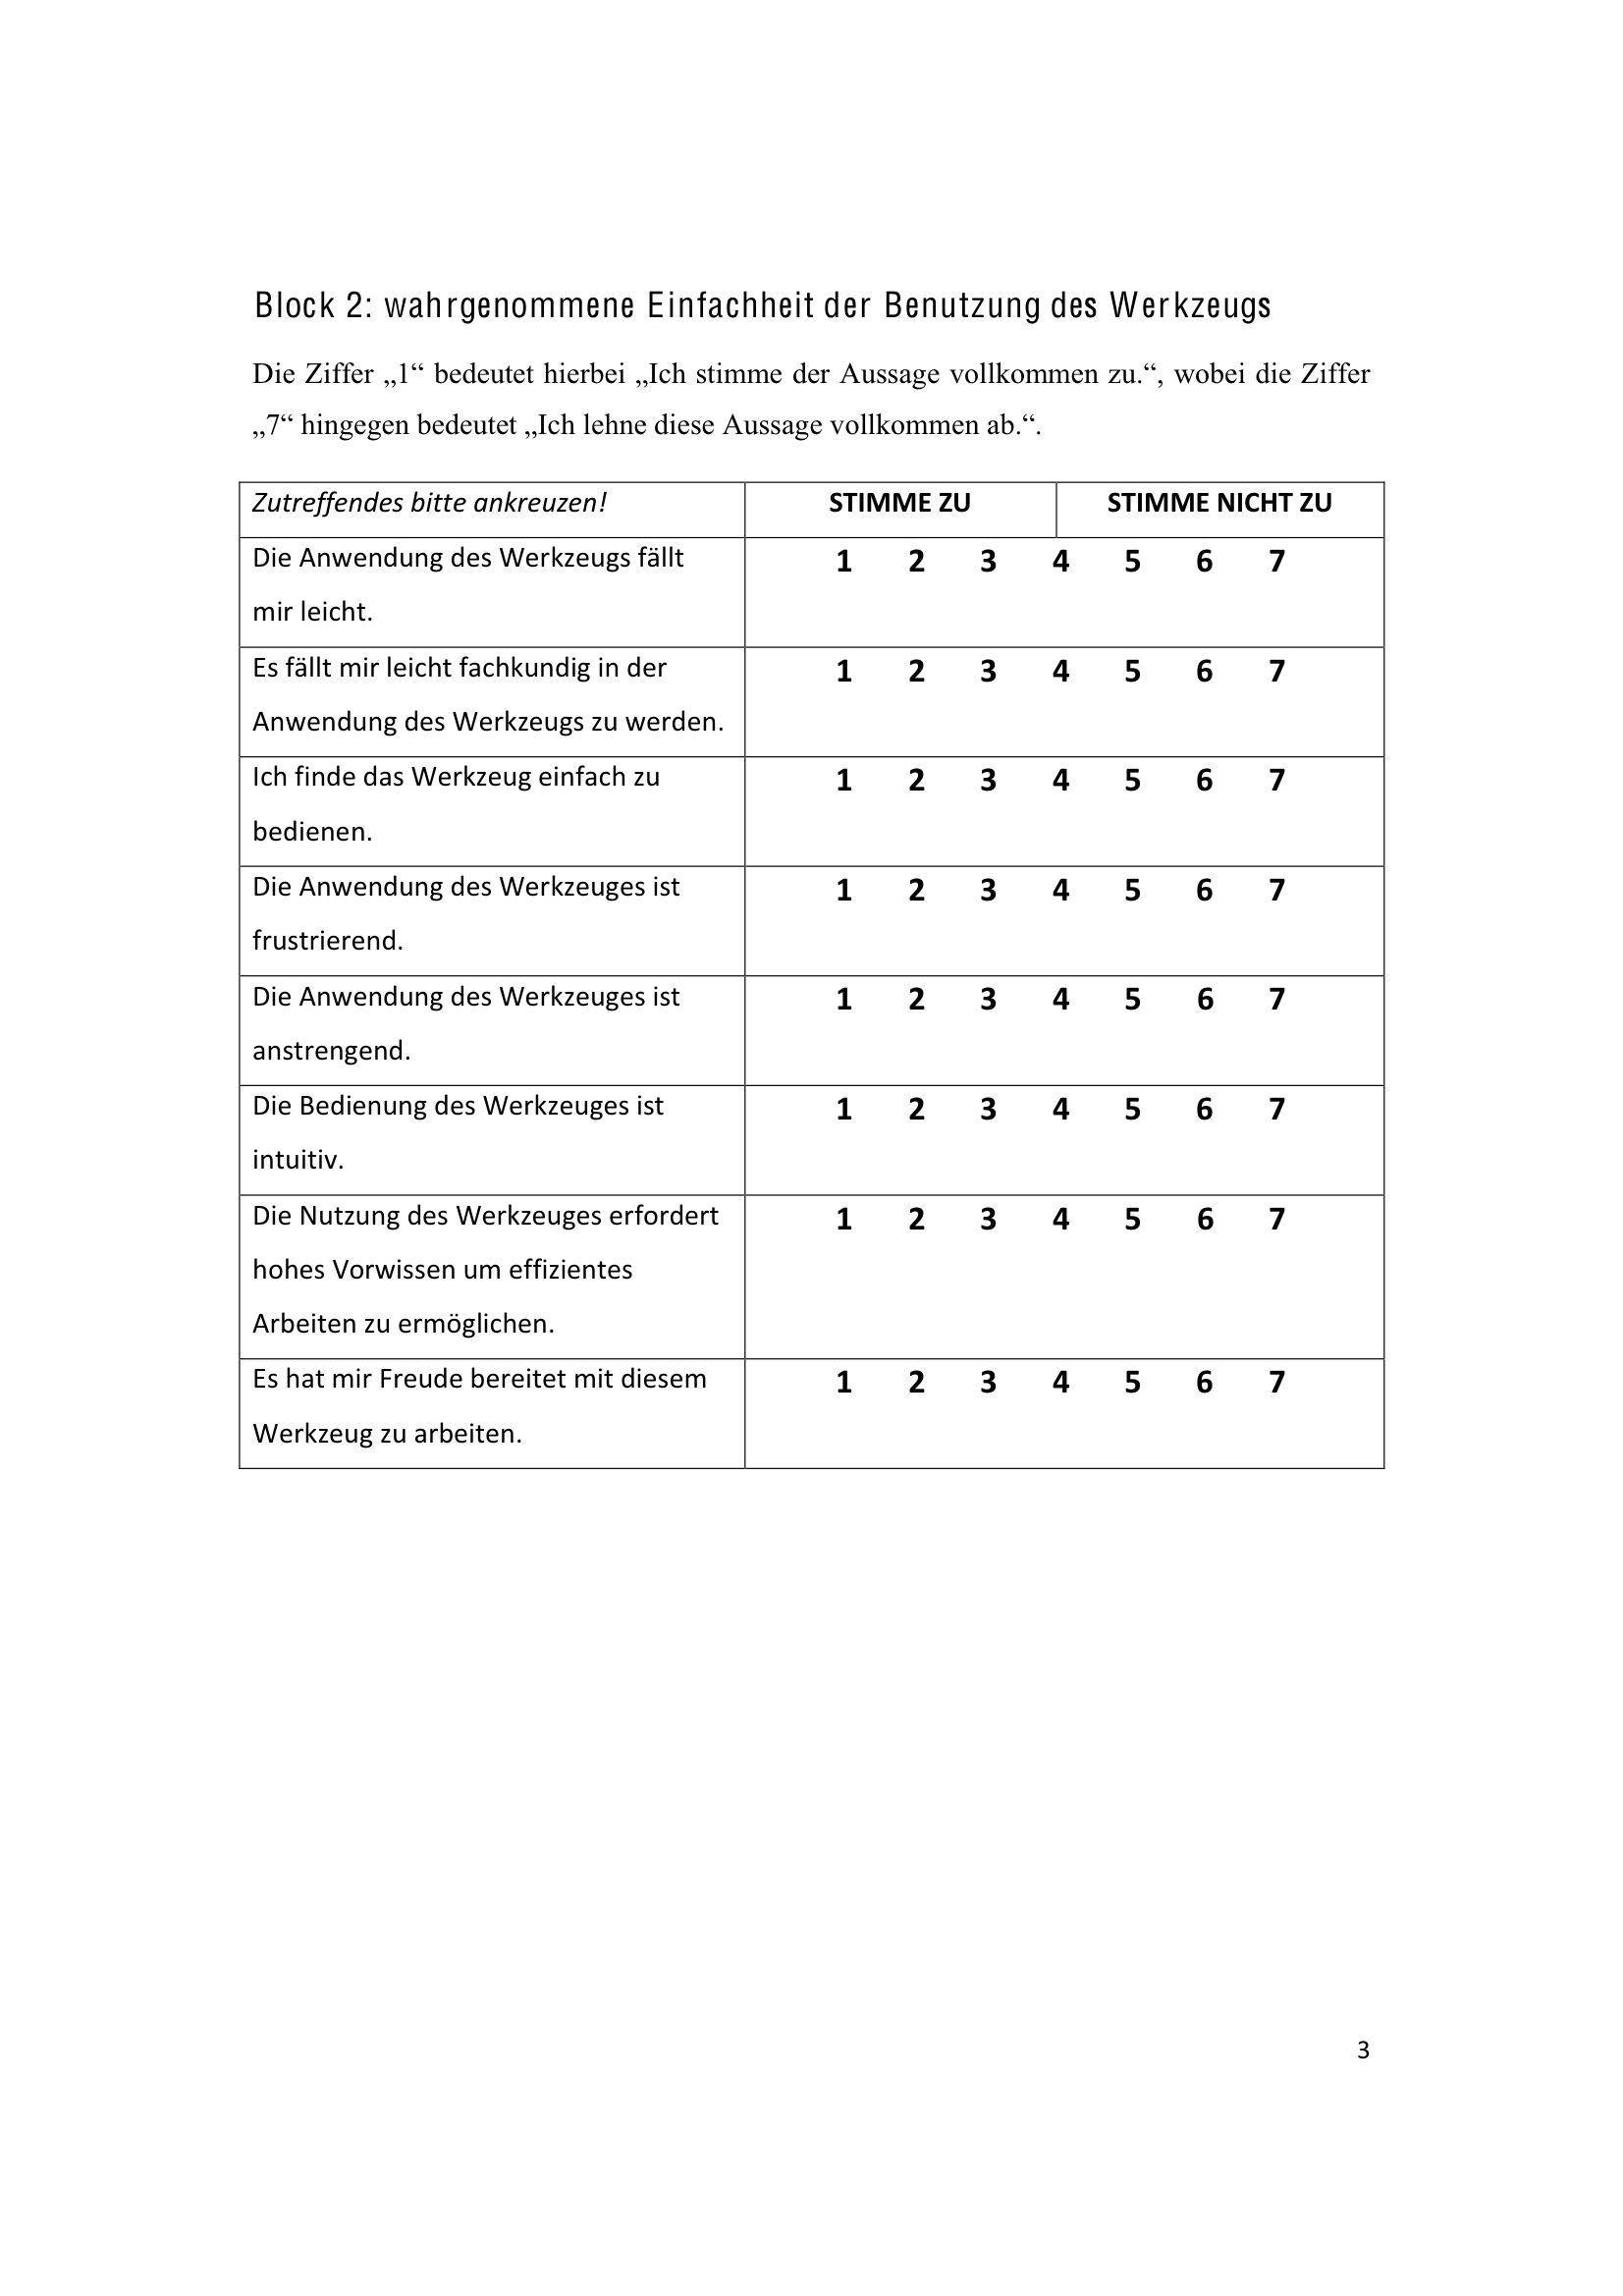 Block 2: wahrgenommene Einfachheit der Benutzung des Werkzeugs
Die Ziffer „1“ bedeutet hierbei „Ich stimme der Aussage vollkommen zu.“, wobei die Ziffer
„7“ hingegen bedeutet „Ich lehne diese Aussage vollkommen ab.“.
Zutreffendes bitte ankreuzen! STIMME ZU STIMME NICHT ZU
Die Anwendung des Werkzeugs fällt 1 2 3 4 5 6 7
mir leicht.
Es fällt mir leicht fachkundig in der 1 2 3 4 5 6 7
Anwendung des Werkzeugs zu werden.
Ich finde das Werkzeug einfach zu 1 2 3 4 5 6 7
bedienen.
Die Anwendung des Werkzeuges ist 1 2 3 4 5 6 7
frustrierend.
Die Anwendung des Werkzeuges ist 1 2 3 4 5 6 7
anstrengend.
Die Bedienung des Werkzeuges ist 1 2 3 4 5 6 7
intuitiv.
Die Nutzung des Werkzeuges erfordert 1 2 3 4 5 6 7
hohes Vorwissen um effizientes
Arbeiten zu ermöglichen.
Es hat mir Freude bereitet mit diesem 1 2 3 4 5 6 7
Werkzeug zu arbeiten.
3